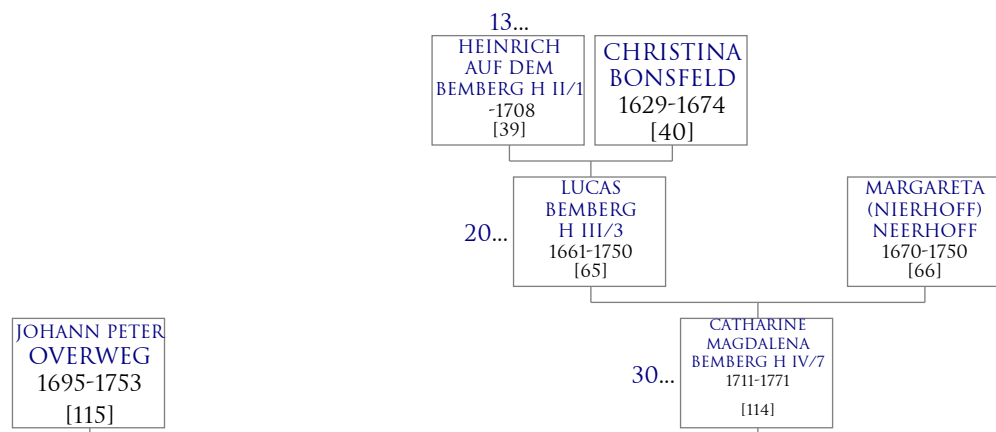 13...
HEINRICH
AUF DEM
BEMBERG H II/1
-1708
[39]
CHRISTINA
BONSFELD
1629-1674
[40]
20...
LUCAS
BEMBERG
H III/3
1661-1750
[65]
MARGARETA
(NIERHOFF)
NEERHOFF
1670-1750
[66]
JOHANN PETER
OVERWEG
1695-1753
[115]
30...
CATHARINE
MAGDALENA
BEMBERG H IV/7
1711-1771
[114]